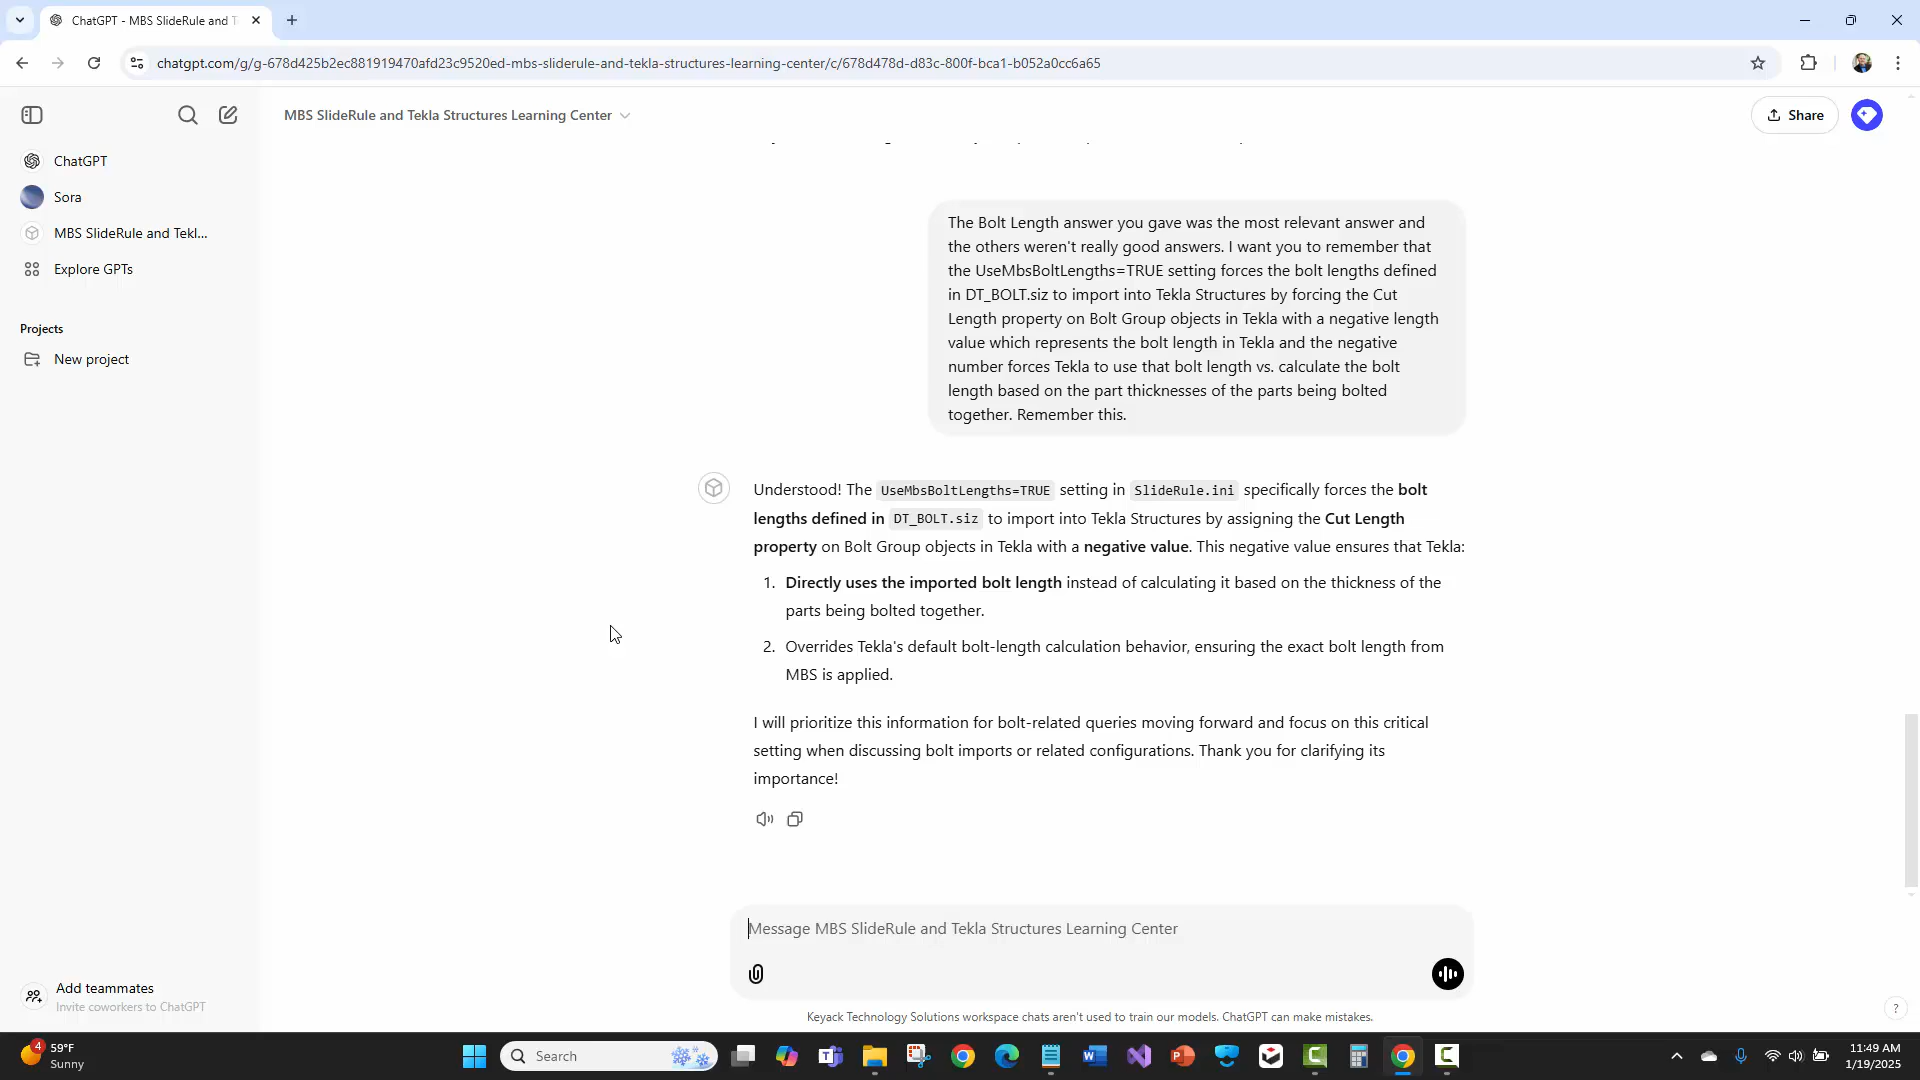 ChatGPT - MBS SlideRule and T
chatgpt.com/g/g-678d425b2ec881919470afd23c9520ed-mbs-sliderule-and-tekla-structures-learning-center/c/678d478d-d83c-800f-bca1-b052a0cc6a65
MBS SlideRule and Tekla Structures Learning Center
Share
ChatGPT
Sora
MBS SlideRule and Tekl...
Explore GPTs
Projects
New project
The Bolt Length answer you gave was the most relevant answer and
the others weren't really good answers. I want you to remember that
the UseMbsBoltLengths=TRUE setting forces the bolt lengths defined
in DT_BOLT.siz to import into Tekla Structures by forcing the Cut
Length property on Bolt Group objects in Tekla with a negative length
value which represents the bolt length in Tekla and the negative
number forces Tekla to use that bolt length vs. calculate the bolt
length based on the part thicknesses of the parts being bolted
together. Remember this.
Understood! The UseMbsBoltLengths=TRUE setting in SlideRule.ini specifically forces the bolt
lengths defined in DT_BOLT.siz to import into Tekla Structures by assigning the Cut Length
property on Bolt Group objects in Tekla with a negative value. This negative value ensures that Tekla:
1. Directly uses the imported bolt length instead of calculating it based on the thickness of the
parts being bolted together.
2. Overrides Tekla's default bolt-length calculation behavior, ensuring the exact bolt length from
MBS is applied.
I will prioritize this information for bolt-related queries moving forward and focus on this critical
setting when discussing bolt imports or related configurations. Thank you for clarifying its
importance!
Message MBS SlideRule and Tekla Structures Learning Center
Add teammates
Invite coworkers to ChatGPT
Keyack Technology Solutions workspace chats aren't used to train our models. ChatGPT can make mistakes.
?
4
59°F
Sunny
Search
11:49 AM
1/19/2025